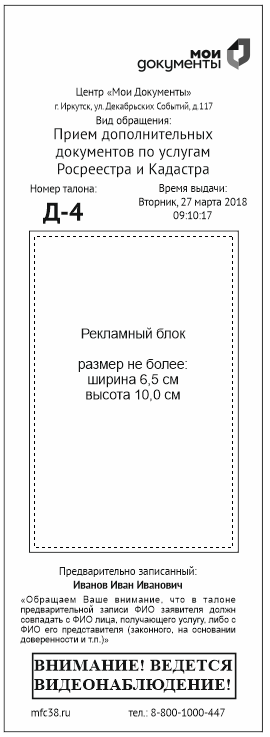 мои
документы
Центр «Мои Документы»
г. Иркутск, ул. Декабрьских Событий, д.117
Вид обращения:
Прием дополнительных
документов по услугам
Росреестра и Кадастра
Номер талона:
Д-4
Время выдачи:
Вторник, 27 марта 2018
09:10:17
Рекламный блок
размер не более:
ширина 6,5 см
высота 10,0 см
Предварительно записанный:
Иванов Иван Иванович
«Обращаем Ваше внимание, что в талоне
предварительной записи ФИО заявителя должн
совпадать с ФИО лица, получающего услугу, либо с
ФИО его представителя (законного, на основании
доверенности и т.п.)»
ВНИМАНИЕ! ВЕДЕТСЯ
ВИДЕОНАБЛЮДЕНИЕ!
mfc38.ru
тел.: 8-800-1000-447